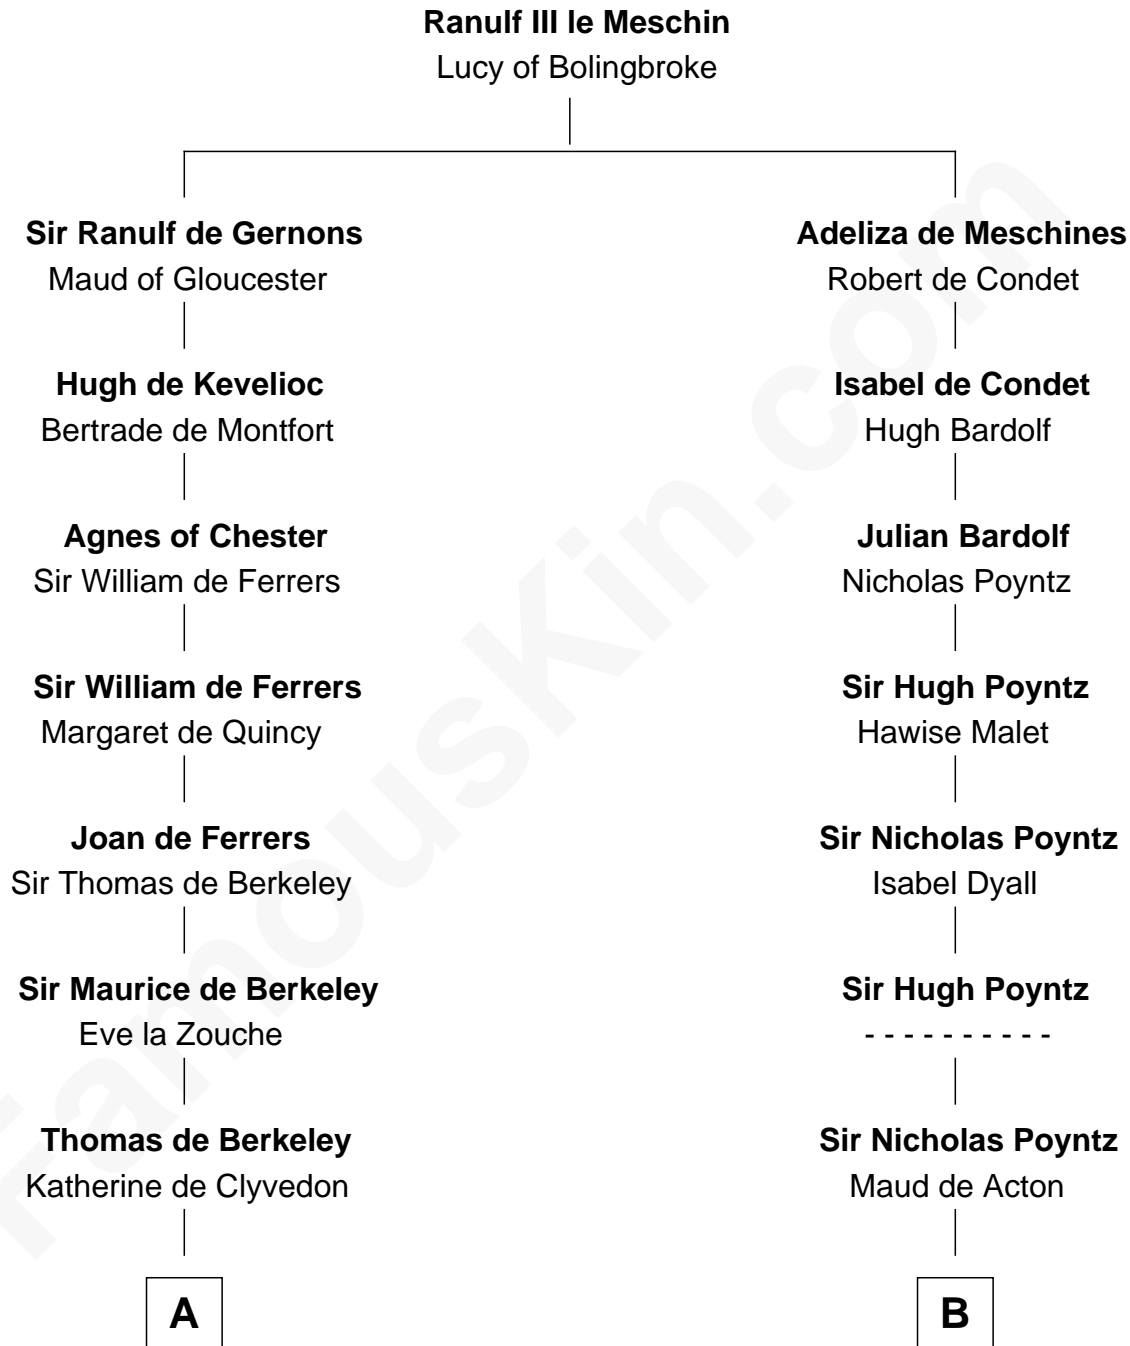 Ranulf III le Meschin
Lucy of Bolingbroke
Sir Ranulf de Gernons
Maud of Gloucester
Adeliza de Meschines
Robert de Condet
Hugh de Kevelioc
Bertrade de Montfort
Isabel de Condet
Hugh Bardolf
Agnes of Chester
Sir William de Ferrers
Julian Bardolf
Nicholas Poyntz
Sir William de Ferrers
Margaret de Quincy
Sir Hugh Poyntz
Hawise Malet
Joan de Ferrers
Sir Thomas de Berkeley
Sir Nicholas Poyntz
Isabel Dyall
Sir Maurice de Berkeley
Eve la Zouche
Sir Hugh Poyntz
- - - - - - - - - -
Thomas de Berkeley
Katherine de Clyvedon
Sir Nicholas Poyntz
Maud de Acton
A
B
FamousKin.com